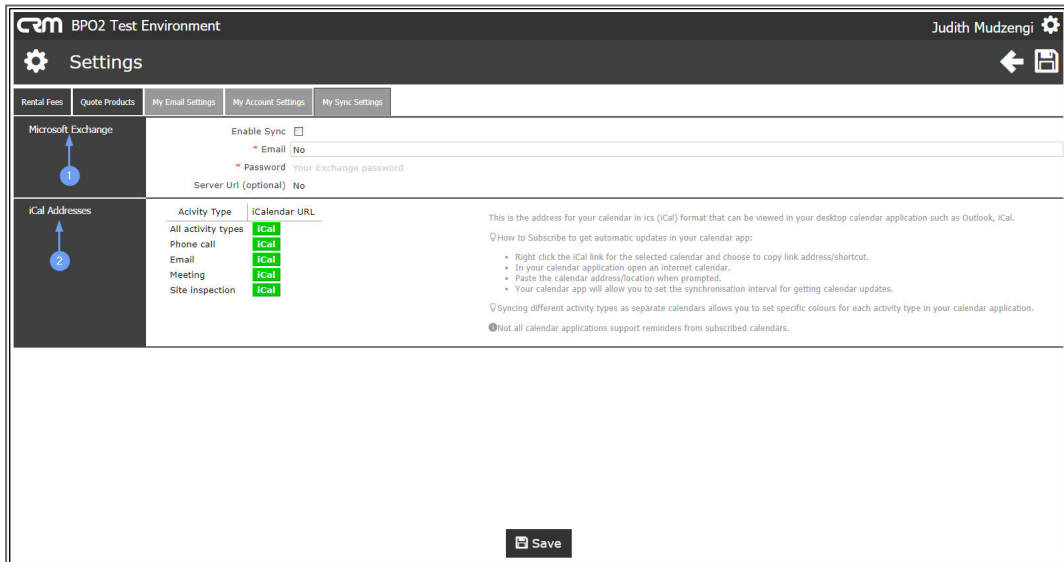 CRM BPO2 Test Environment
Judith Mudzengi
Settings
Rental Fees Quote Products My Email Settings My Account Settings My Sync Settings
Microsoft Exchange
1
Enable Sync
* Email No
* Password Your Exchange password
Server Url (optional) No
iCal Addresses
2
Acivity Type iCalendar URL
All activity types iCal
Phone call iCal
Email iCal
Meeting iCal
Site inspection iCal
This is the address for your calendar in ics (iCal) format that can be viewed in your desktop calendar application such as Outlook, iCal.
How to Subscribe to get automatic updates in your calendar app:
• Right click the iCal link for the selected calendar and choose to copy link address/shortcut.
• In your calendar application open an internet calendar.
• Paste the calendar address/location when prompted.
• Your calendar app will allow you to set the synchronisation interval for getting calendar updates.
Syncing different activity types as separate calendars allows you to set specific colours for each activity type in your calendar application.
Not all calendar applications support reminders from subscribed calendars.
Save